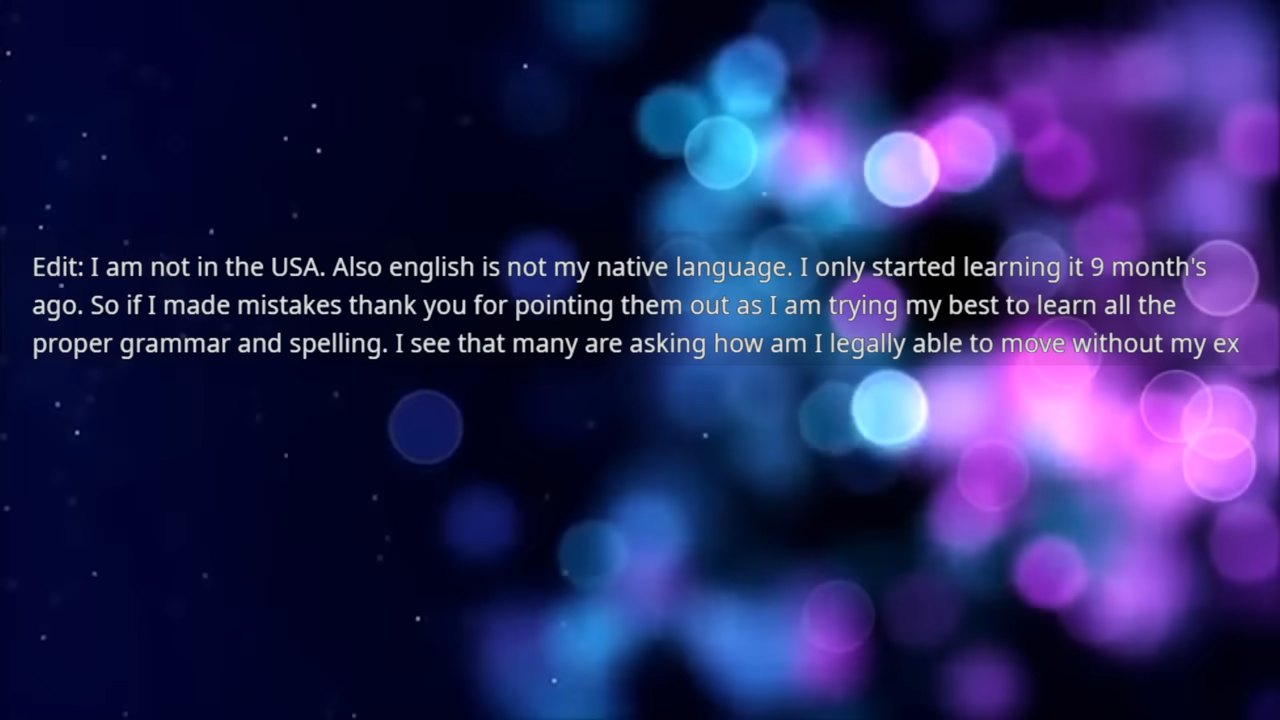 Edit: I am not in the USA. Also english is not my native language. I only started learning it 9 month's
ago. So if I made mistakes thank you for pointing them out as I am trying my best to learn all the
proper grammar and spelling. I see that many are asking how am I legally able to move without my ex